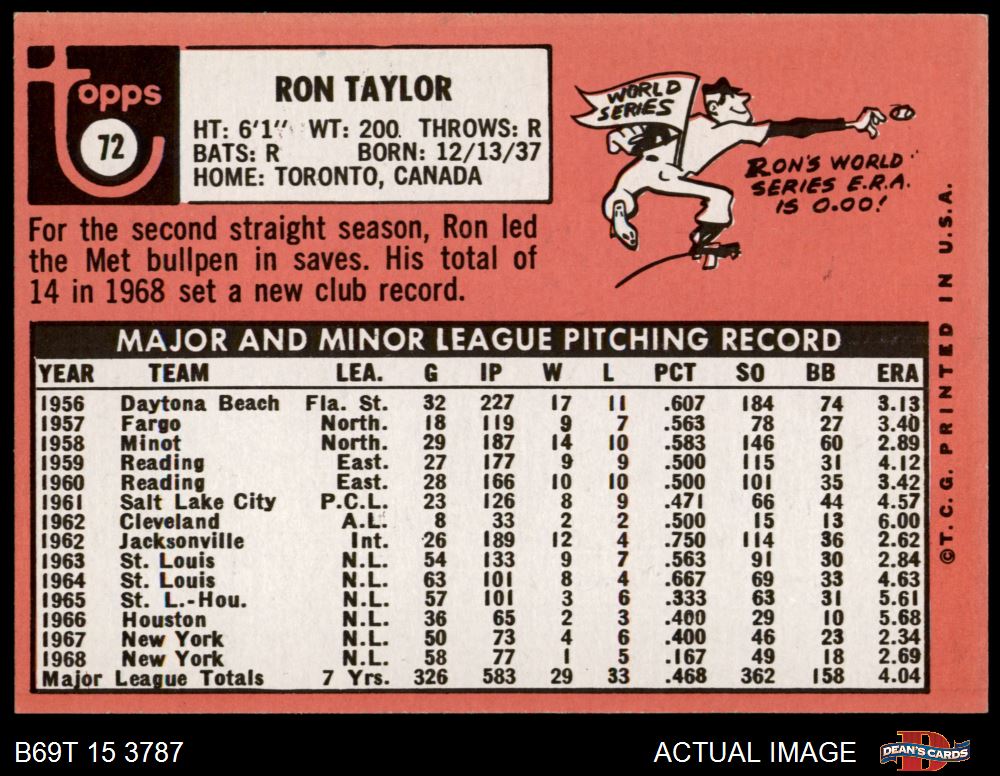 topps
72
RON TAYLOR
HT: 6'1" WT: 200. THROWS: R
BATS: R BORN: 12/13/37
HOME: TORONTO, CANADA
WORLD
SERIES
RON'S WORLD
SERIES E.R.A.
IS 0.00!
For the second straight season, Ron led
the Met bullpen in saves. His total of
14 in 1968 set a new club record.
MAJOR AND MINOR LEAGUE PITCHING RECORD
YEAR TEAM LEA. G IP W L PCT SO BB ERA
1956 Daytona Beach Fla. St. 32 227 17 11 .607 184 74 3.13
1957 Fargo North. 18 119 9 7 .563 78 27 3.40
1958 Minot North. 29 187 14 10 .583 146 60 2.89
1959 Reading East. 27 177 9 9 .500 115 31 4.12
1960 Reading East. 28 166 10 10 .500 101 35 3.42
1961 Salt Lake City P.C.L. 23 126 8 9 .471 66 44 4.57
1962 Cleveland A.L. 8 33 2 2 .500 15 13 6.00
1962 Jacksonville Int. 26 189 12 4 .750 114 36 2.62
1963 St. Louis N.L. 54 133 9 7 .563 91 30 2.84
1964 St. Louis N.L. 63 101 8 4 .667 69 33 4.63
1965 St. L.-Hou. N.L. 57 101 3 6 .333 63 31 5.61
1966 Houston N.L. 36 65 2 3 .400 29 10 5.68
1967 New York N.L. 50 73 4 6 .400 46 23 2.34
1968 New York N.L. 58 77 1 5 .167 49 18 2.69
Major League Totals 7 Yrs. 326 583 29 33 .468 362 158 4.04
©T.C.G. PRINTED IN U.S.A.
B69T 15 3787
ACTUAL IMAGE
DEAN'S CARDS